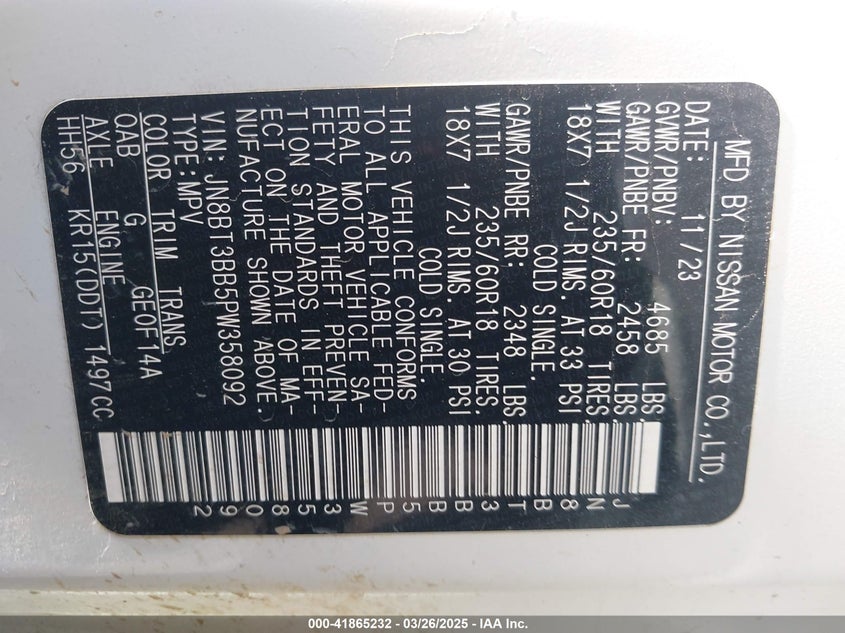 MFD BY NISSAN MOTOR CO.,LTD.
DATE: 11/23
GVWR/PNBV: 4685 LBS.
GAWR/PNBE FR: 2458 LBS.
WITH 235/60R18 TIRES.
18X7 1/2J RIMS. AT 33 PSI
COLD SINGLE.
GAWR/PNBE RR: 2348 LBS.
WITH 235/60R18 TIRES.
18X7 1/2J RIMS. AT 30 PSI
COLD SINGLE.
THIS VEHICLE CONFORMS
TO ALL APPLICABLE FED-
ERAL MOTOR VEHICLE SA-
FETY AND THEFT PREVEN-
TION STANDARDS IN EFF-
ECT ON THE DATE OF MA-
NUFACTURE SHOWN ABOVE.
VIN: JN8BT3BB5PW358092
TYPE:MPV
COLOR TRIM TRANS
QAB G GEOF14A
AXLE ENGINE
HH56 KR15(DDT) 1497CC
JN8BT3BB5PW358092
000-41865232 - 03/26/2025 - IAA Inc.